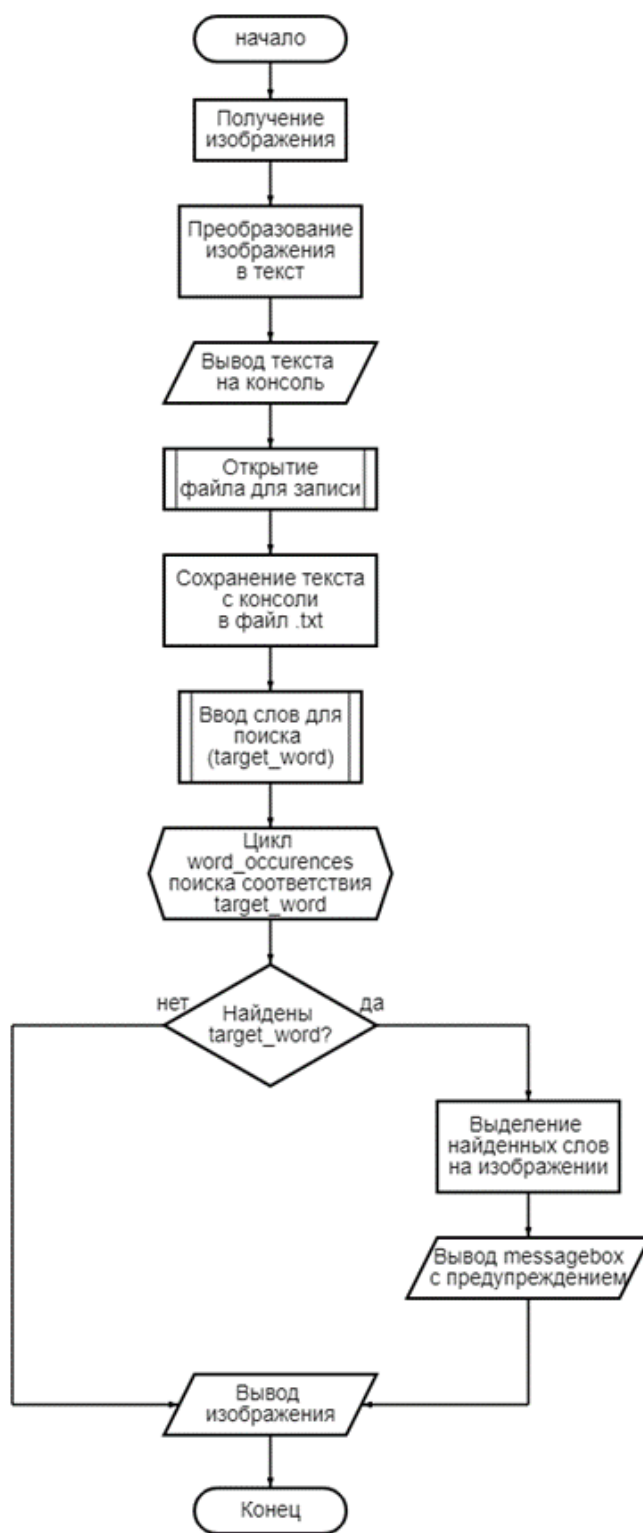 начало
Получение
изображения
Преобразование
изображения
в текст
Вывод текста
на консоль
Открытие
файла для записи
Сохранение текста
с консоли
в файл .txt
Ввод слов для
поиска
(target_word)
Цикл
word_occurences
поиска соответствия
target_word
нет
Найдены
target_word?
да
Выделение
найденных слов
на изображении
Вывод messagebox
с предупреждением
Вывод
изображения
Конец